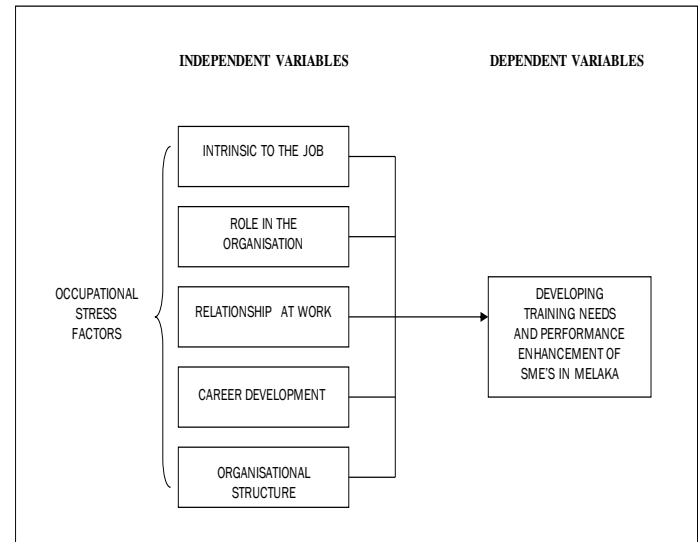 INDEPENDENT VARIABLES
DEPENDENT VARIABLES
INTRINSIC TO THE JOB
ROLE IN THE
ORGANISATION
OCCUPATIONAL
STRESS
FACTORS
RELATIONSHIP AT WORK
CAREER DEVELOPMENT
ORGANISATIONAL
STRUCTURE
DEVELOPING
TRAINING NEEDS
AND PERFORMANCE
ENHANCEMENT OF
SME'S IN MELAKA